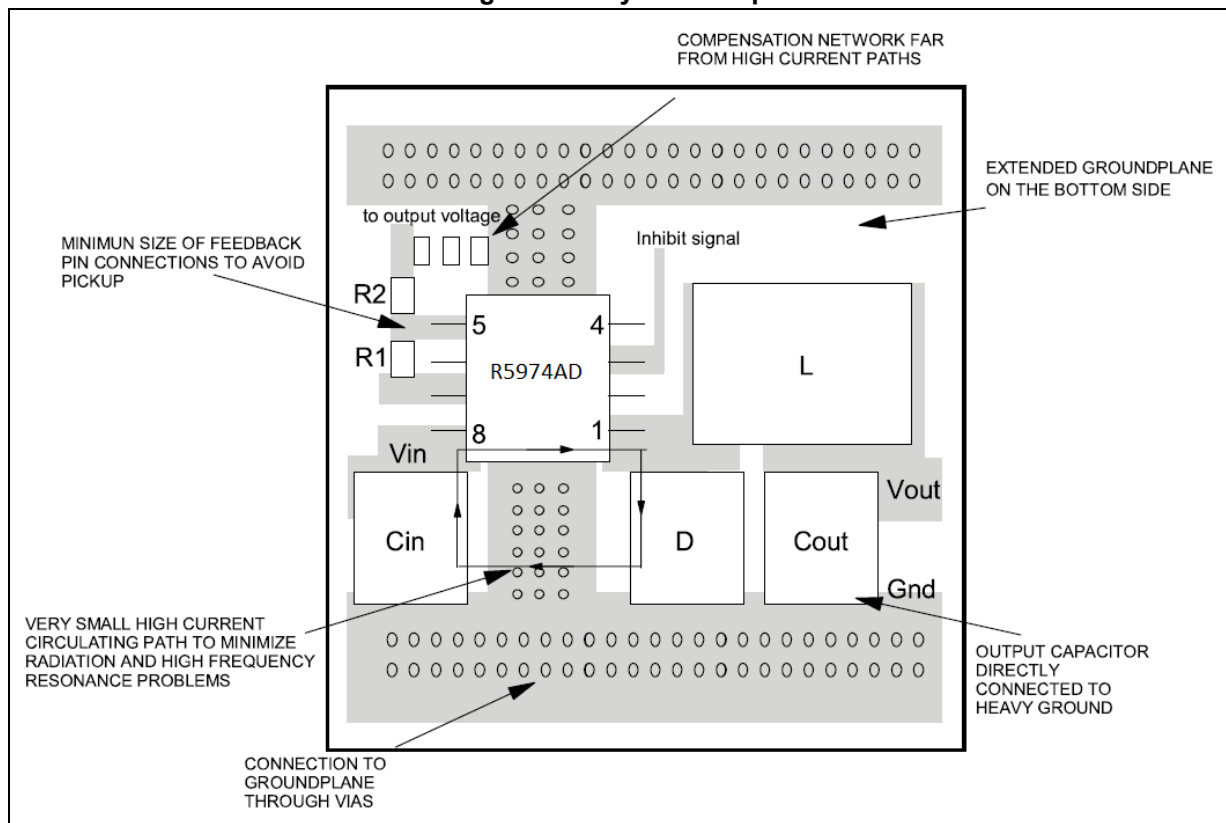 COMPENSATION NETWORK FAR
FROM HIGH CURRENT PATHS
EXTENDED GROUNDPLANE
ON THE BOTTOM SIDE
to output voltage
Inhibit signal
MINIMUN SIZE OF FEEDBACK
PIN CONNECTIONS TO AVOID
PICKUP
R2
5
4
R1
R5974AD
L
8
1
Vin
Vout
Cin
D
Cout
Gnd
VERY SMALL HIGH CURRENT
CIRCULATING PATH TO MINIMIZE
RADIATION AND HIGH FREQUENCY
RESONANCE PROBLEMS
OUTPUT CAPACITOR
DIRECTLY
CONNECTED TO
HEAVY GROUND
CONNECTION TO
GROUNDPLANE
THROUGH VIAS